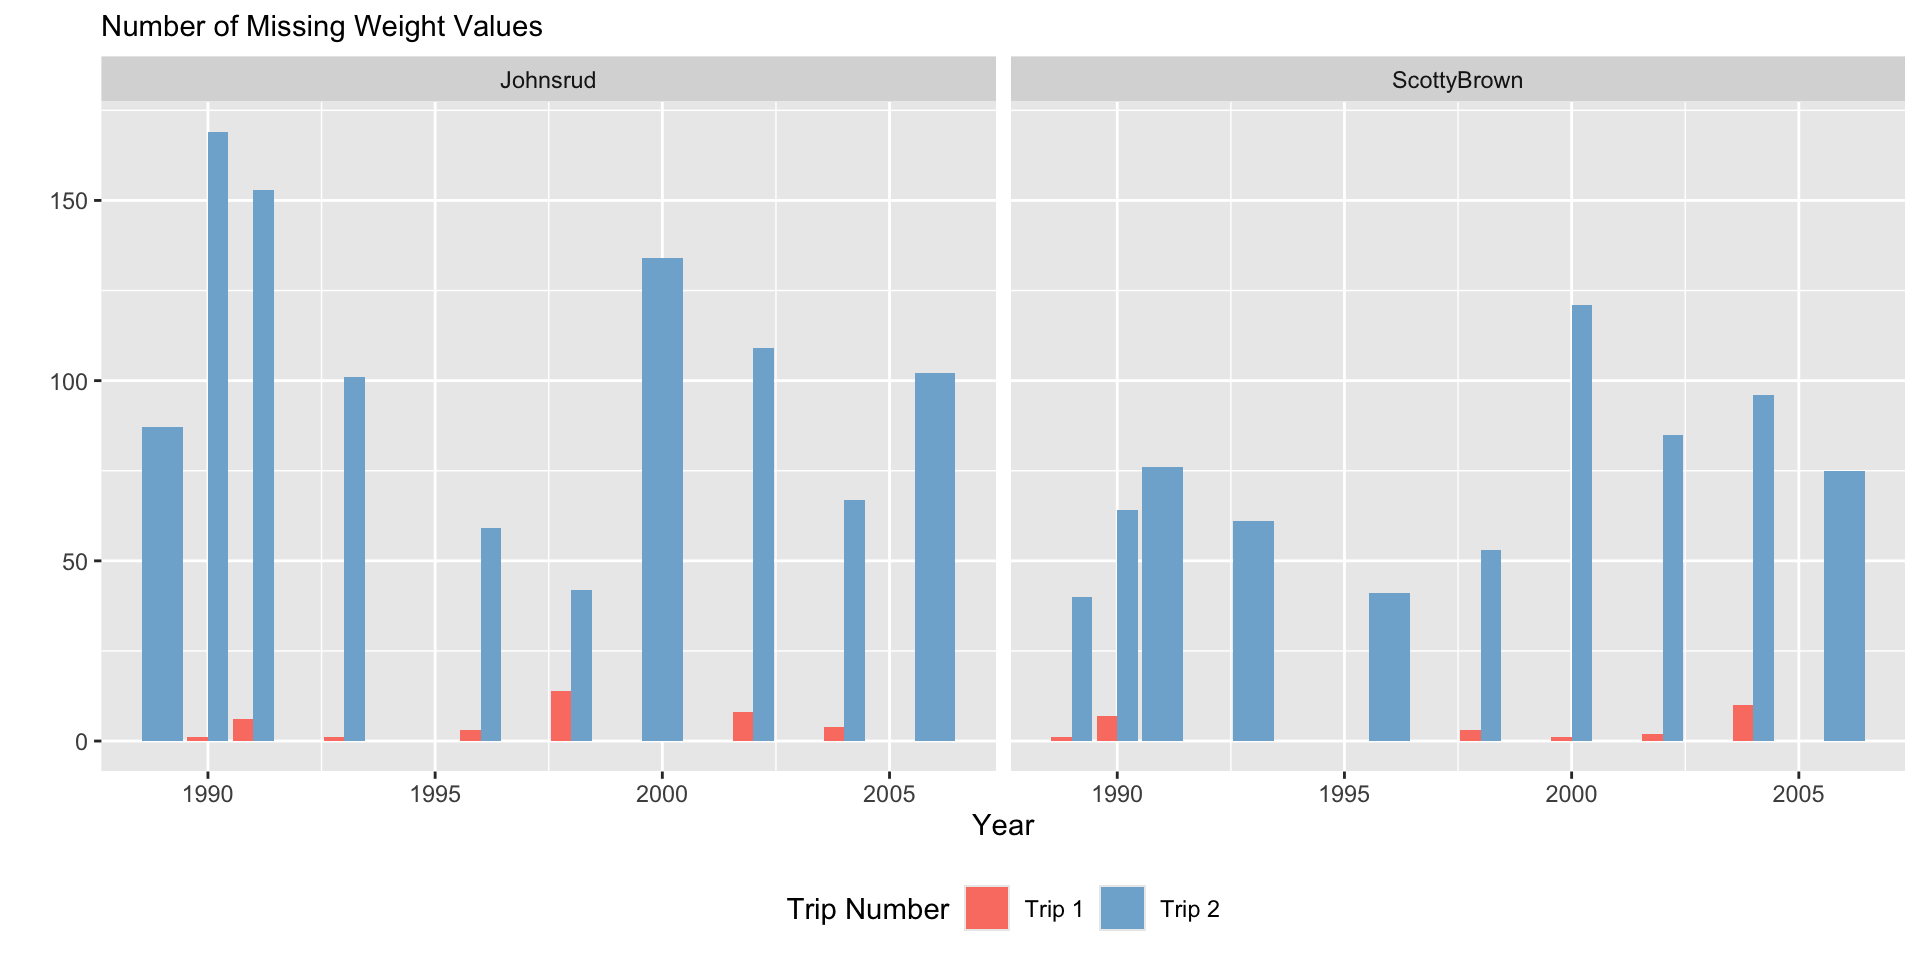 Number of Missing Weight Values
Johnsrud ScottyBrown
150
100
50
0
1990 1995 2000 2005 1990 1995 2000 2005
Year
Trip Number Trip 1 Trip 2